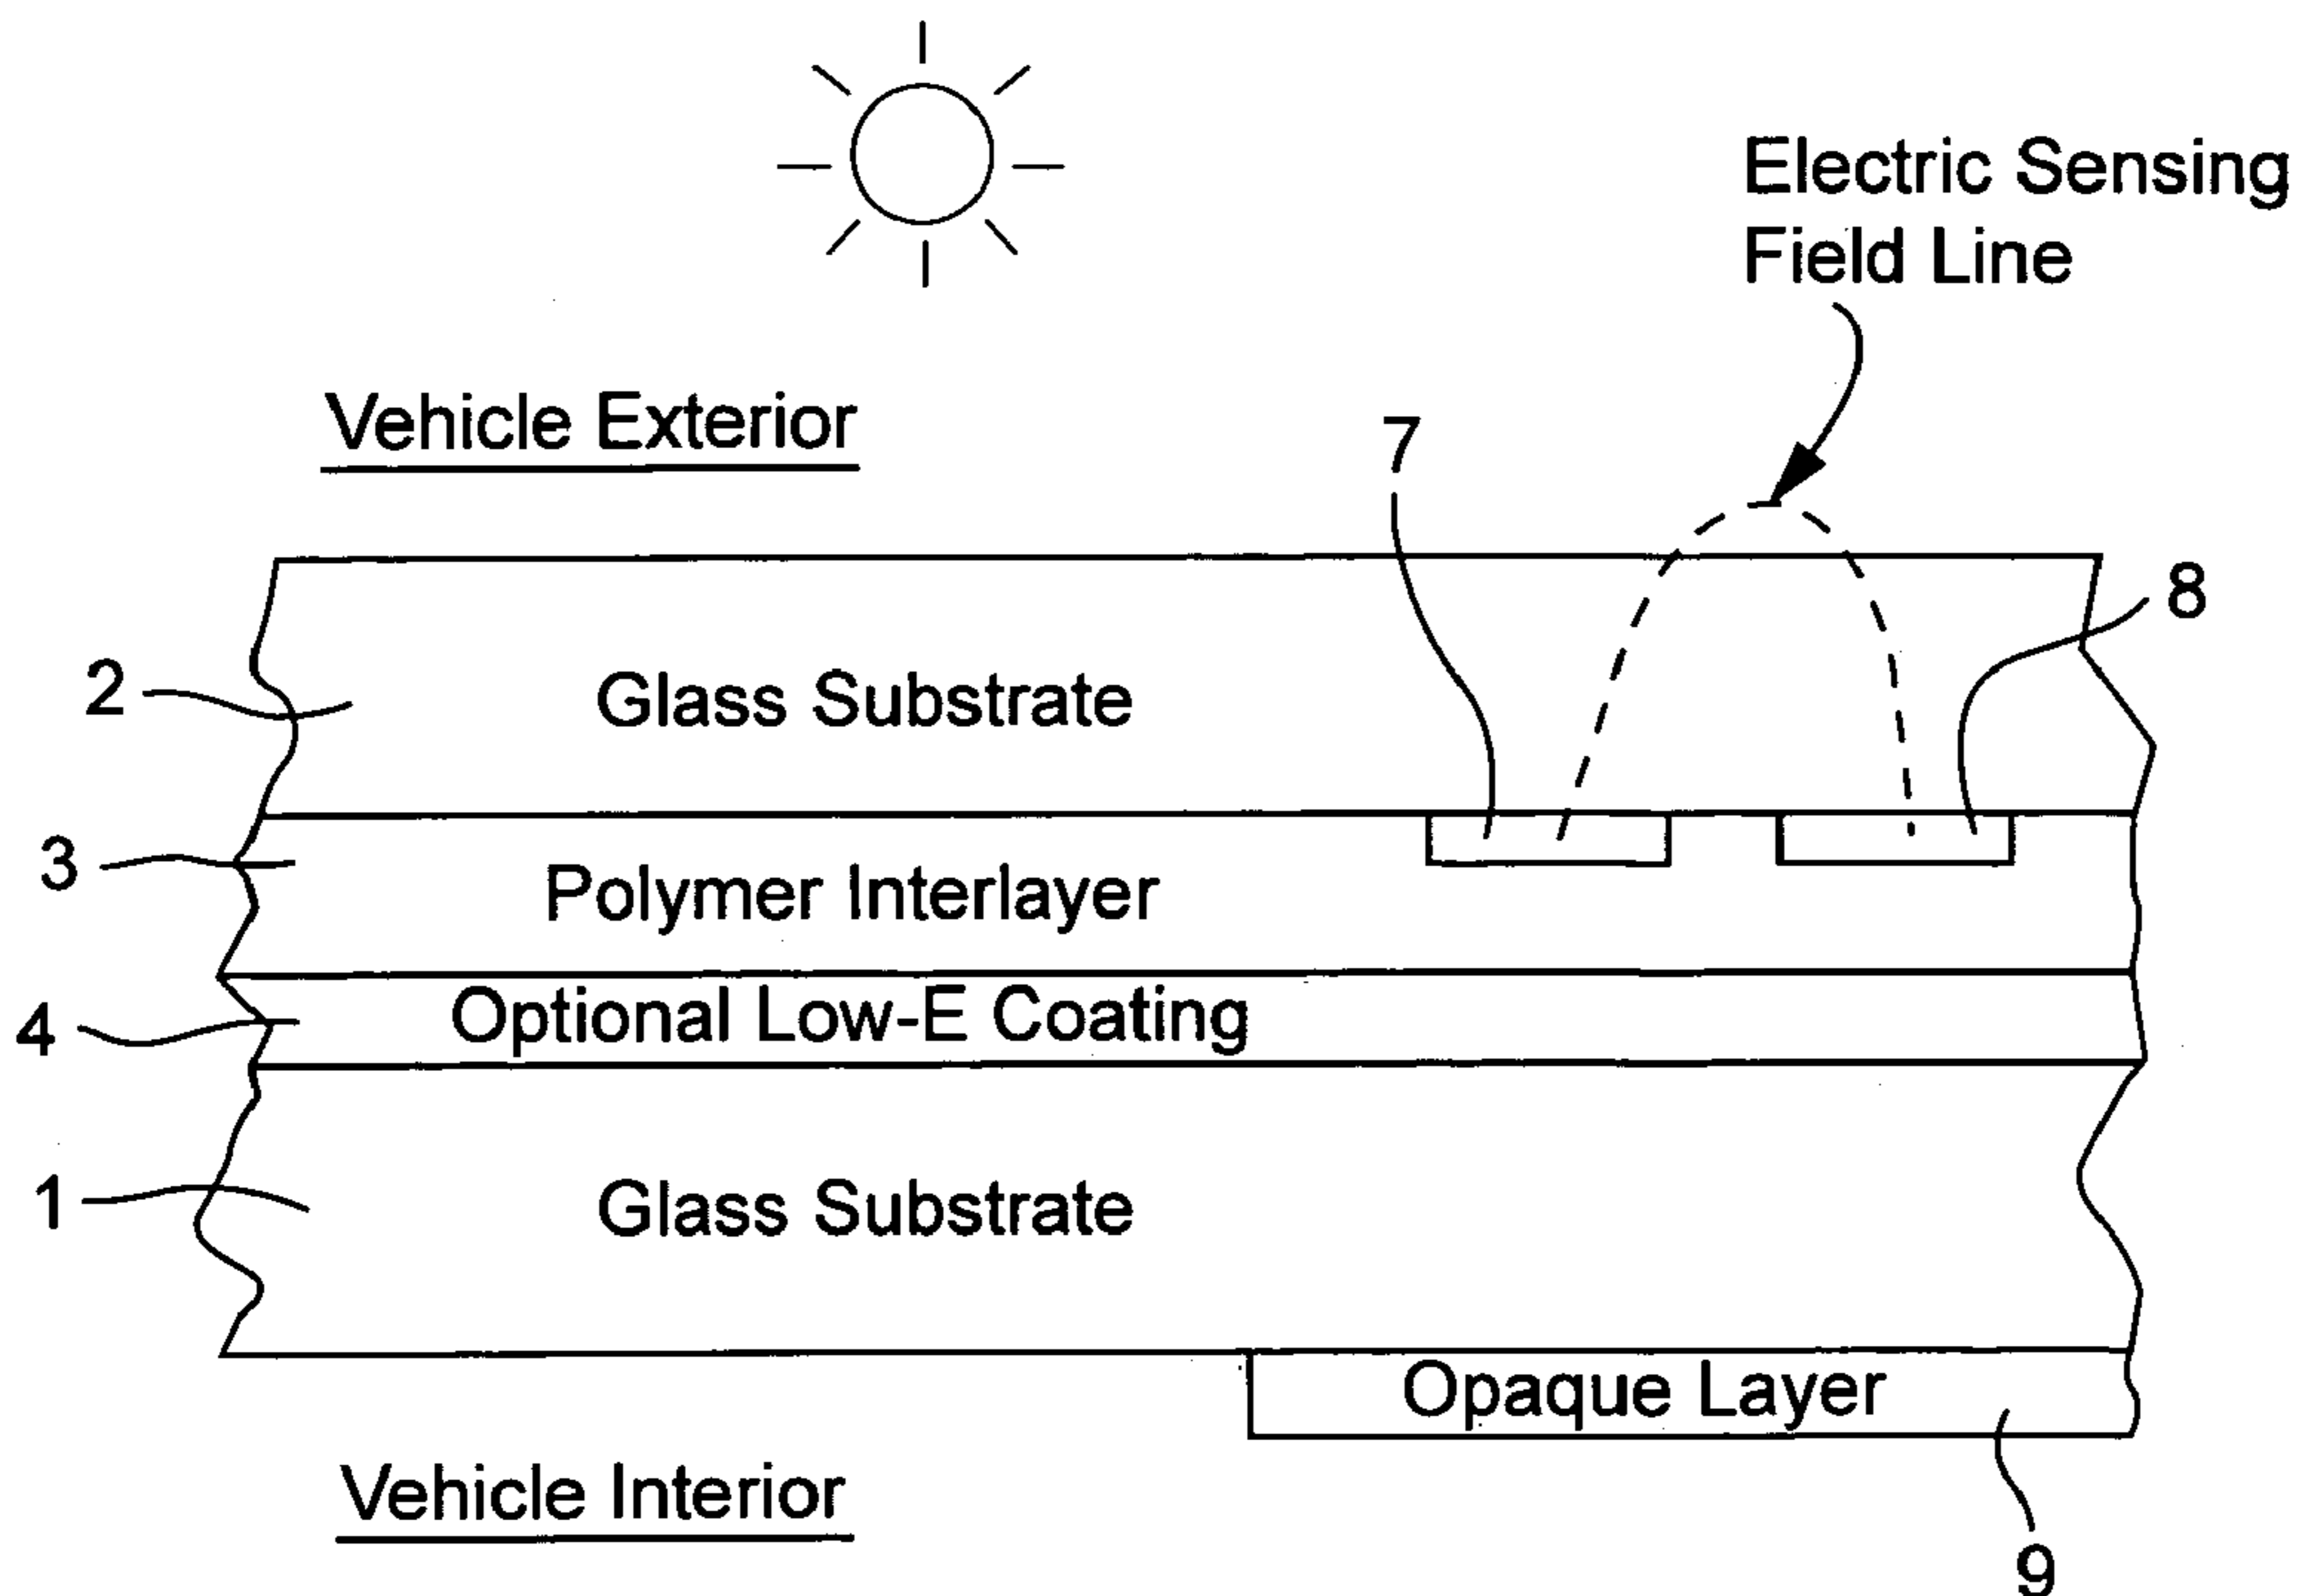 Electric Sensing
Field Line
Vehicle Exterior
7
8
2
Glass Substrate
3
Polymer Interlayer
4
Optional Low-E Coating
1
Glass Substrate
Opaque Layer
Vehicle Interior
9